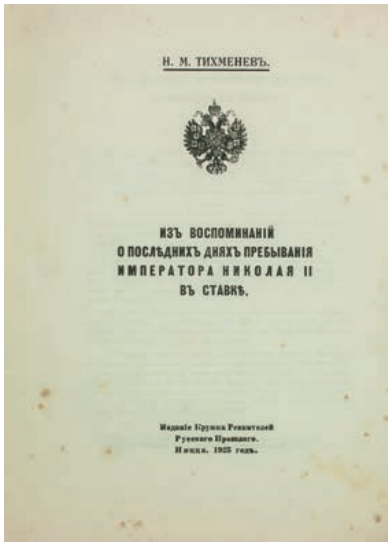 Н. М. ТИХМЕНЕВЪ.
ИЗЪ ВОСПОМИНАНІЙ
О ПОСЛѢДНИХЪ ДНЯХЪ ПРЕБЫВАНІЯ
ИМПЕРАТОРА НИКОЛАЯ II
ВЪ СТАВКѢ.
Изданіе Кружка Ревнителей
Русскаго Прошлаго.
Ницца. 1925 годъ.